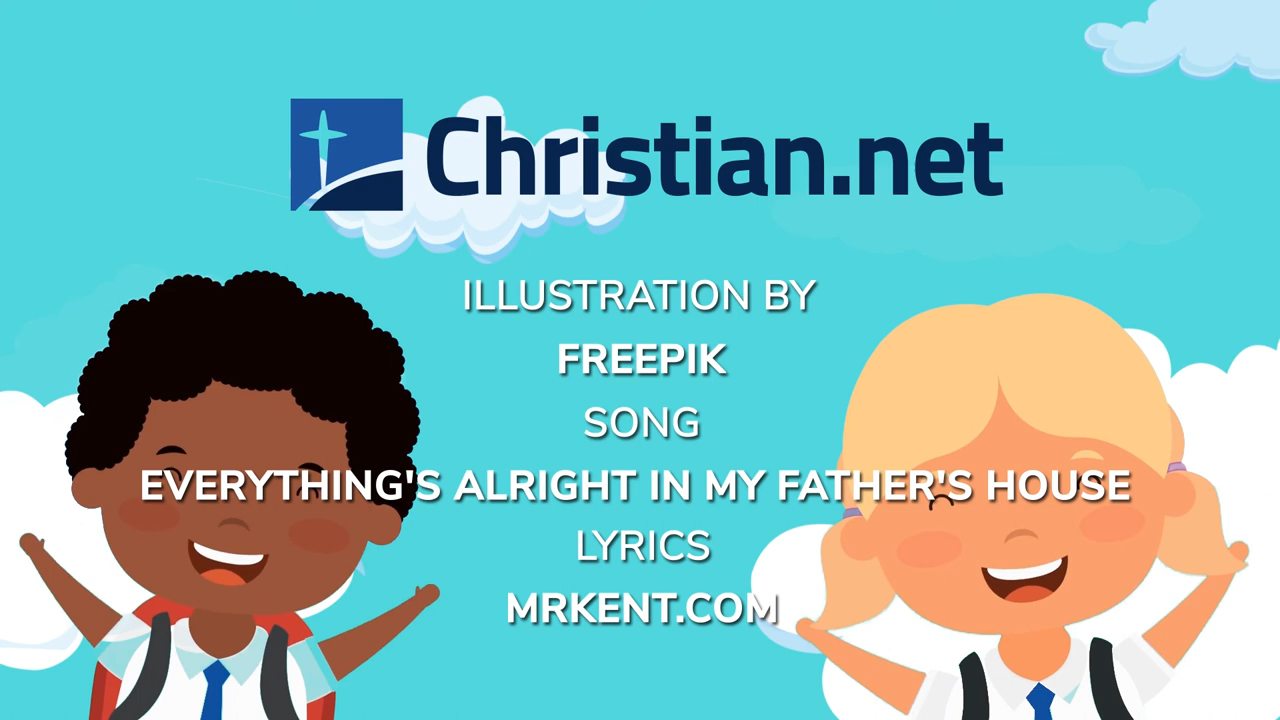 Christian.net
ILLUSTRATION BY
FREEPIK
SONG
EVERYTHING'S ALRIGHT IN MY FATHER'S HOUSE
LYRICS
MRKENT.COM